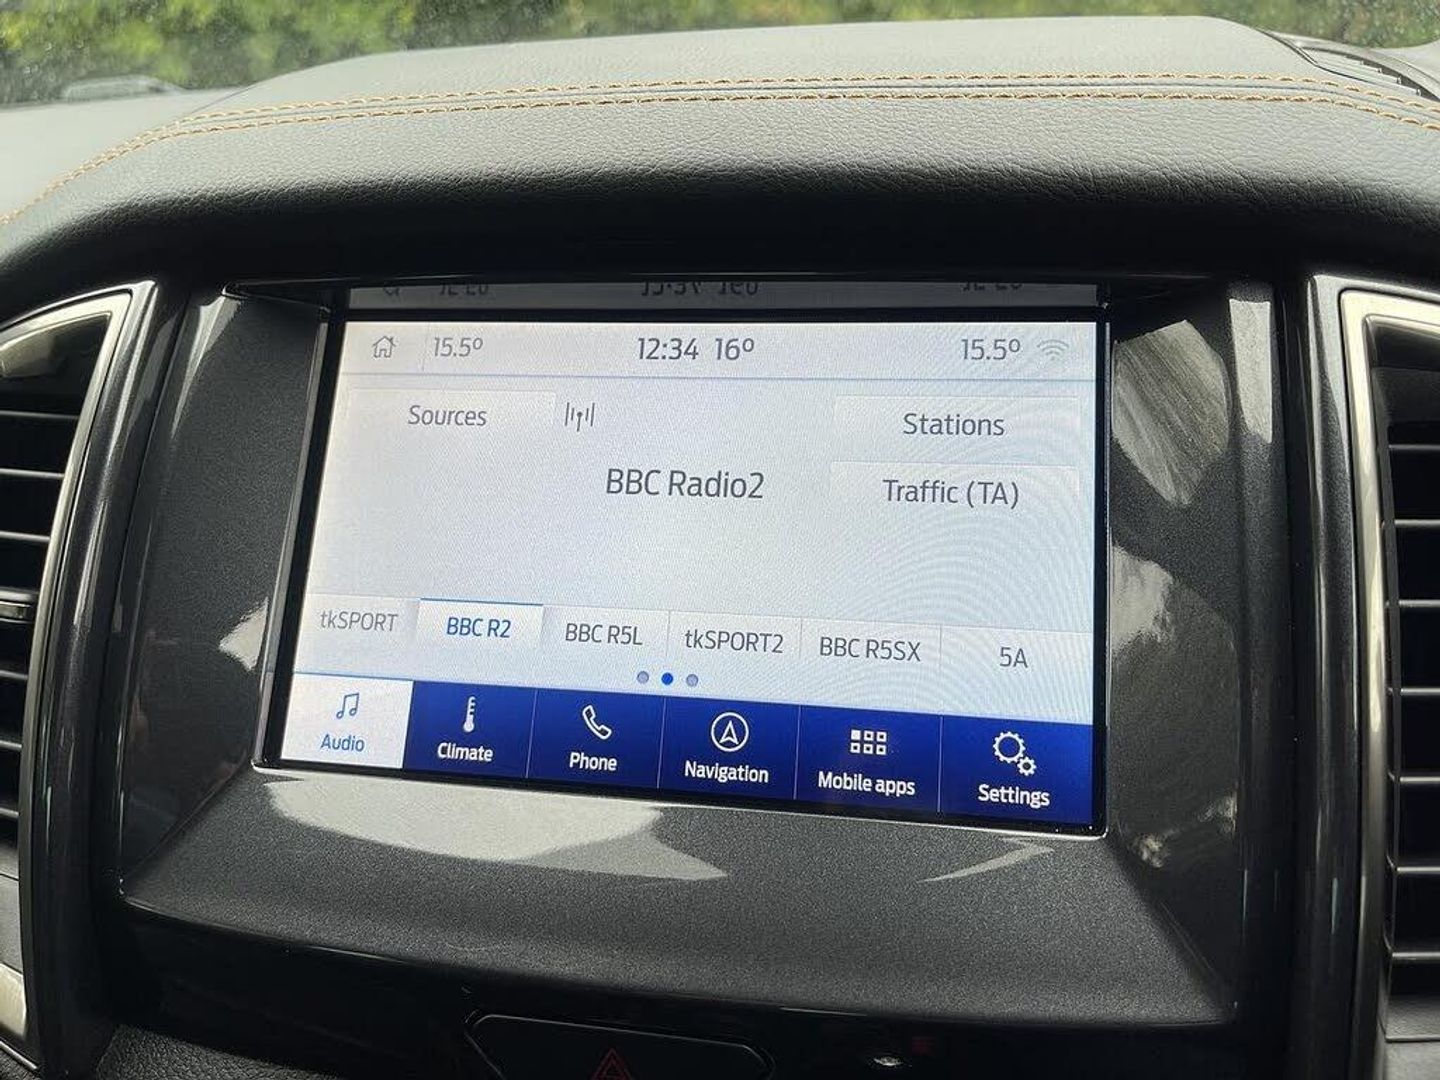 15.5º 12:34 16º 15.5º
Sources Stations
BBC Radio2 Traffic (TA)
tkSPORT BBC R2 BBC R5L tkSPORT2 BBC R5SX 5A
Audio Climate Phone Navigation Mobile apps Settings